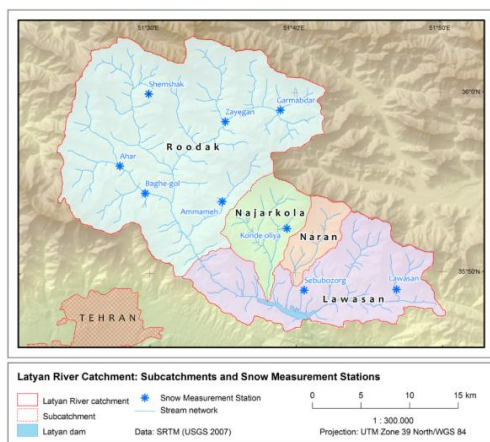 51°30'
51°40'
51°50'
36°0'N
35°50'N
Shemshak
Garmabdar
Zayegan
Roodak
Ahar
Baghe-gol
Ammameh
Najarkola
Konde-oliya
Naran
Sebubozorg
Lawasan
Lawasan
TEHRAN
Latyan River Catchment: Subcatchments and Snow Measurement Stations
Latyan River catchment
Subcatchment
Latyan dam
Snow Measurement Station
Stream network
Data: SRTM (USGS 2007)
0 5 10 15 km
1 : 300.000
Projection: UTM Zone 39 North/WGS 84